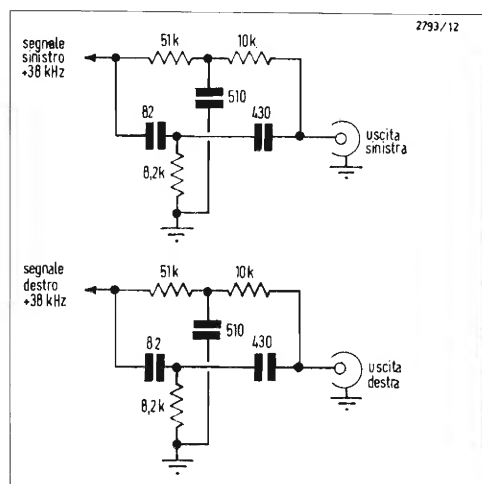 2793/12
segnale
sinistro
+38 kHz
51k
10k
510
82
430
8,2k
uscita
sinistra
segnale
destro
+38 kHz
51k
10k
510
82
430
8,2k
uscita
destra